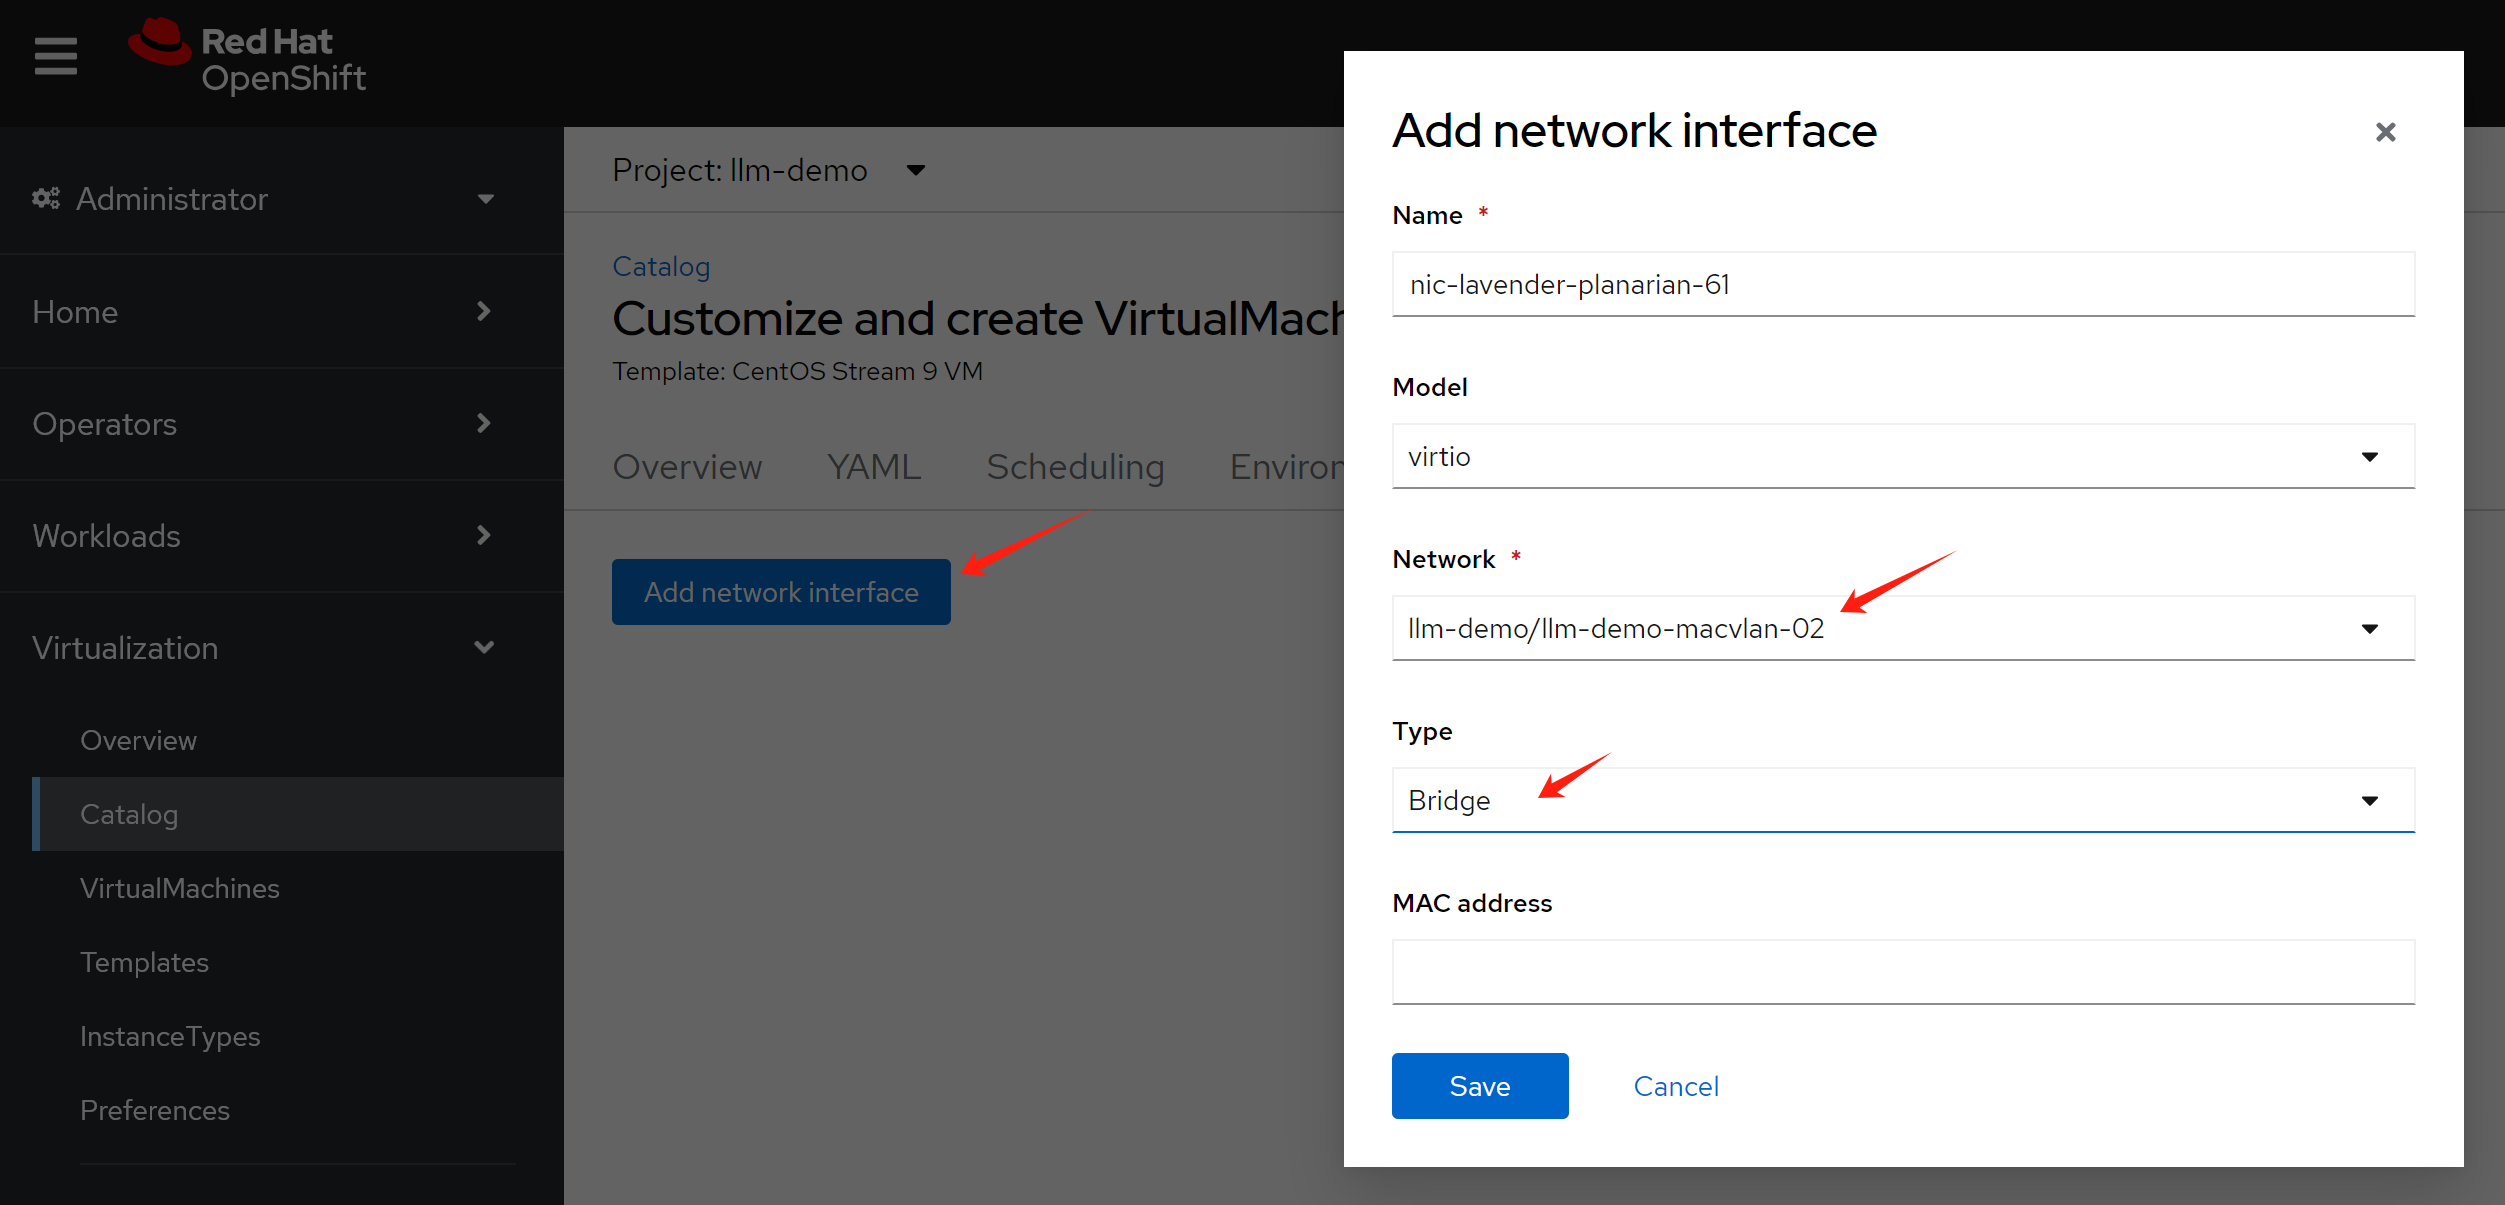 Red Hat
OpenShift
Administrator
Home
Operators
Workloads
Virtualization
Overview
Catalog
VirtualMachines
Templates
InstanceTypes
Preferences
Project: llm-demo
Catalog
Customize and create VirtualMach
Template: CentOS Stream 9 VM
Overview YAML Scheduling Environ
Add network interface
Add network interface
Name *
nic-lavender-planarian-61
Model
virtio
Network *
llm-demo/llm-demo-macvlan-02
Type
Bridge
MAC address
Save Cancel